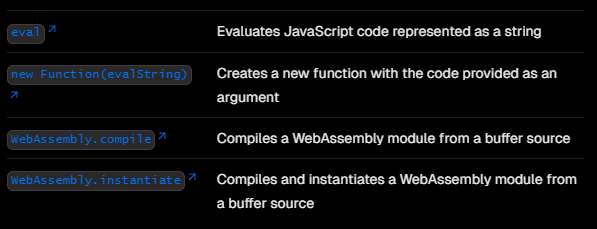 eval Evaluates JavaScript code represented as a string
new Function(evalString) Creates a new function with the code provided as an
argument
WebAssembly.compile Compiles a WebAssembly module from a buffer source
WebAssembly.instantiate Compiles and instantiates a WebAssembly module from
a buffer source